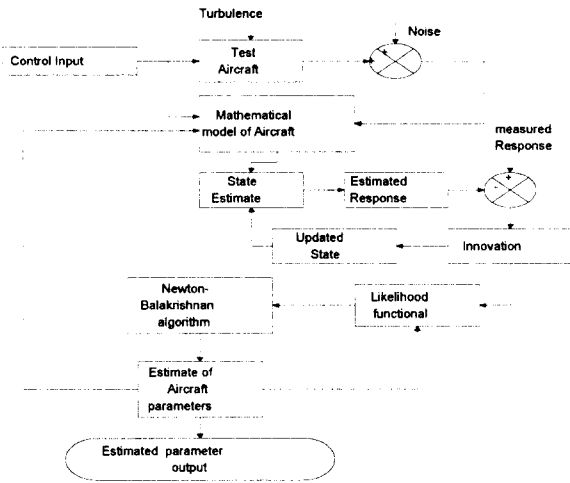 Turbulence
Noise
Control Input
Test
Aircraft
+
+
Mathematical
model of Aircraft
measured
Response
State
Estimate
Estimated
Response
+
-
Updated
State
Innovation
Newton-
Balakrishnan
algorithm
Likelihood
functional
Estimate of
Aircraft
parameters
Estimated parameter
output